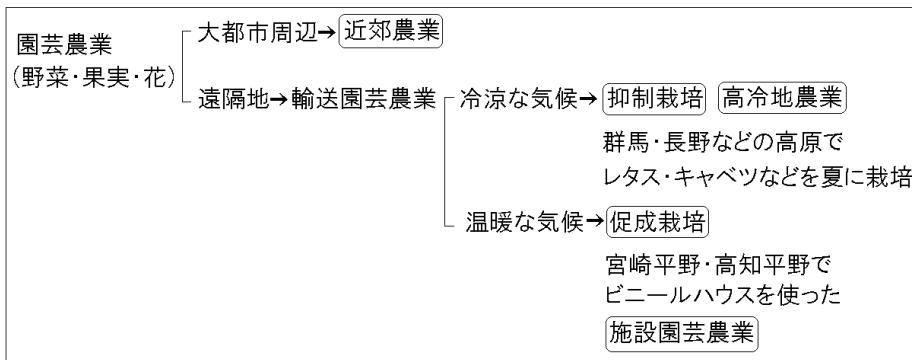 園芸農業
(野菜・果実・花)
大都市周辺→近郊農業
遠隔地→輸送園芸農業
冷涼な気候→抑制栽培 高冷地農業
群馬・長野などの高原で
レタス・キャベツなどを夏に栽培
温暖な気候→促成栽培
宮崎平野・高知平野で
ビニールハウスを使った
施設園芸農業